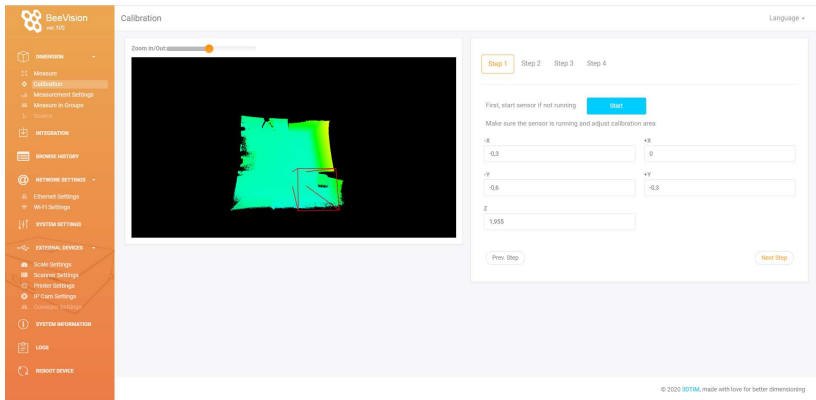 BeeVision
Calibration
Language
DIMENSION
Measure
Calibration
Measurement Settings
Measure in Groups
INTEGRATION
BROWSE HISTORY
NETWORK SETTINGS
Ethernet Settings
Wi-Fi Settings
SYSTEM SETTINGS
EXTERNAL DEVICES
Scale Settings
Scanner Settings
Printer Settings
IP Cam Settings
Conveyor Settings
SYSTEM INFORMATION
LOGS
REBOOT DEVICE
Zoom In/Out:
Step 1 Step 2 Step 3 Step 4
First, start sensor if not running Start
Make sure the sensor is running and adjust calibration area
-X +X
-0,3 0
-Y +Y
-0,6 -0,3
Z
1,955
Prev. Step Next Step
© 2020 3DTIM, made with love for better dimensioning